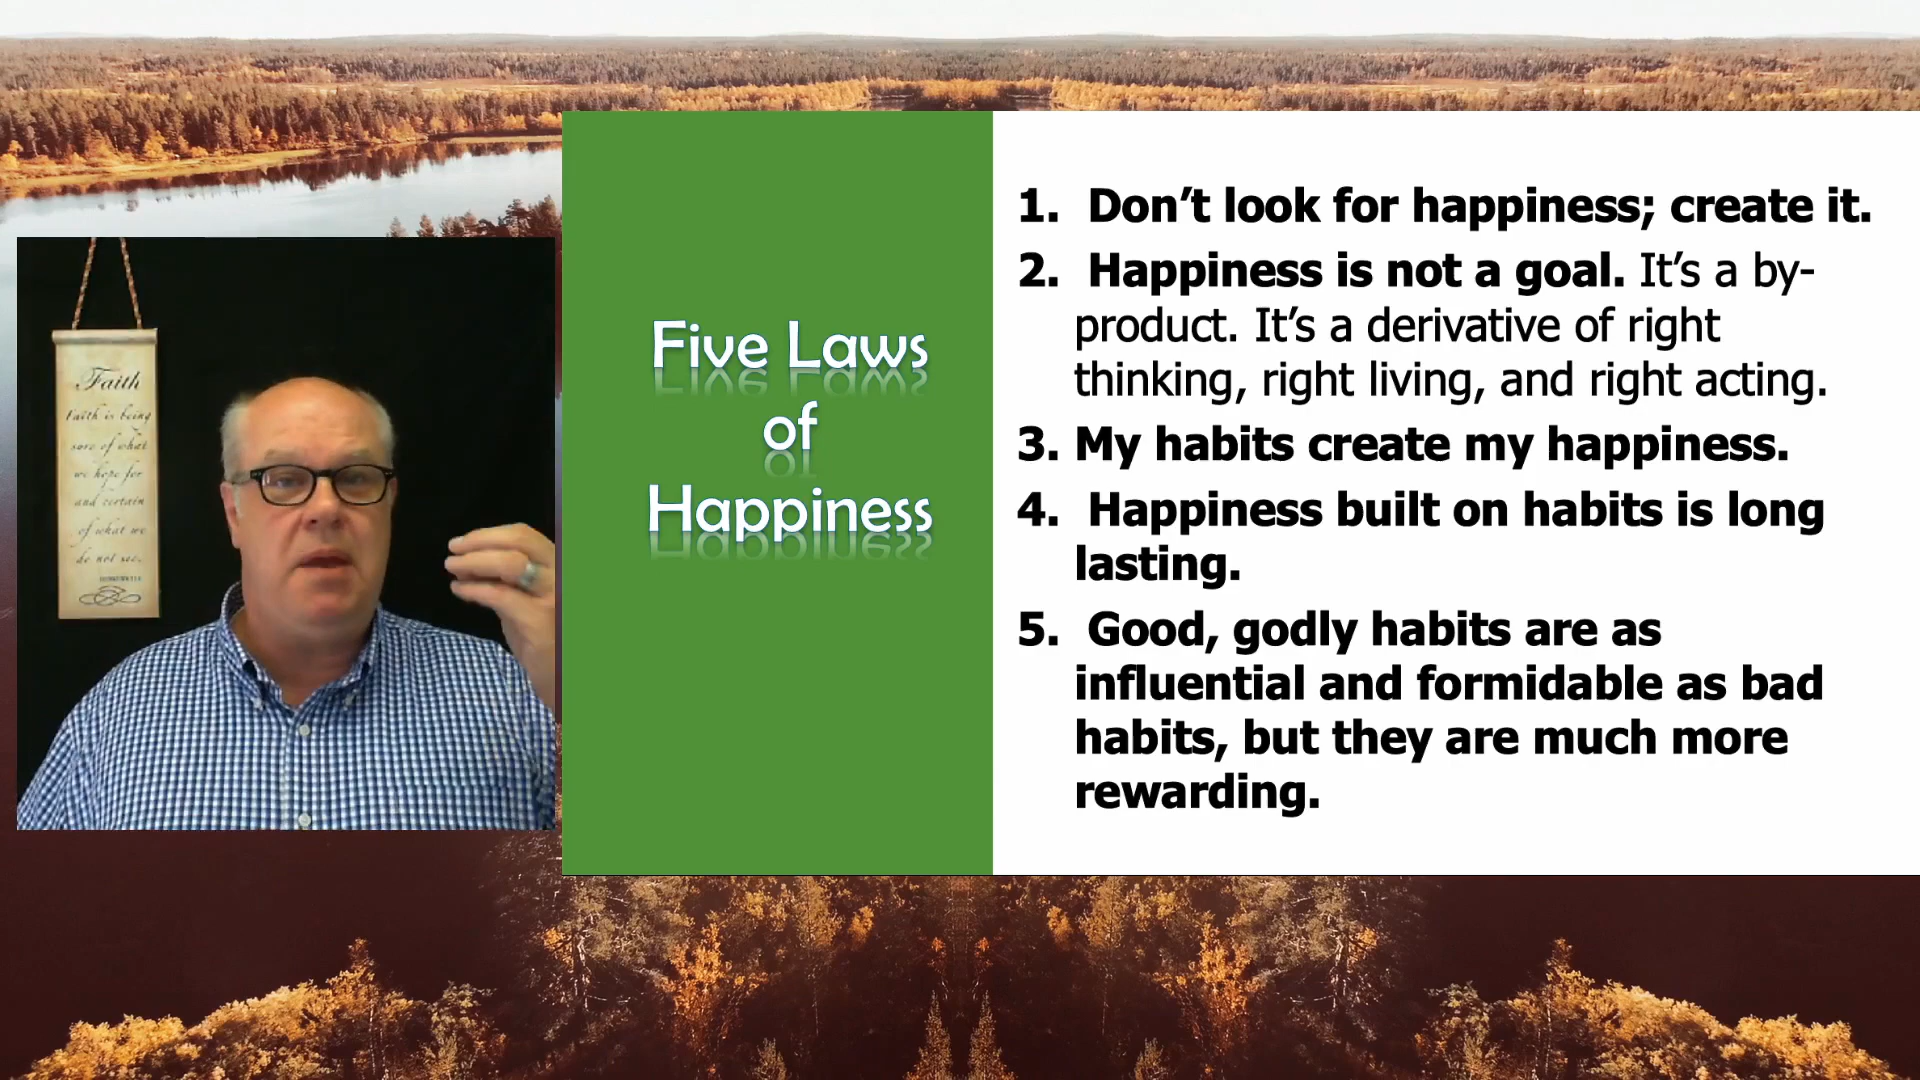 Faith
Faith is being
sure of what
we hope for
and certain
of what we
do not see.
Five Laws
of
Happiness
1. Don’t look for happiness; create it.
2. Happiness is not a goal. It’s a by-
product. It’s a derivative of right
thinking, right living, and right acting.
3. My habits create my happiness.
4. Happiness built on habits is long
lasting.
5. Good, godly habits are as
influential and formidable as bad
habits, but they are much more
rewarding.